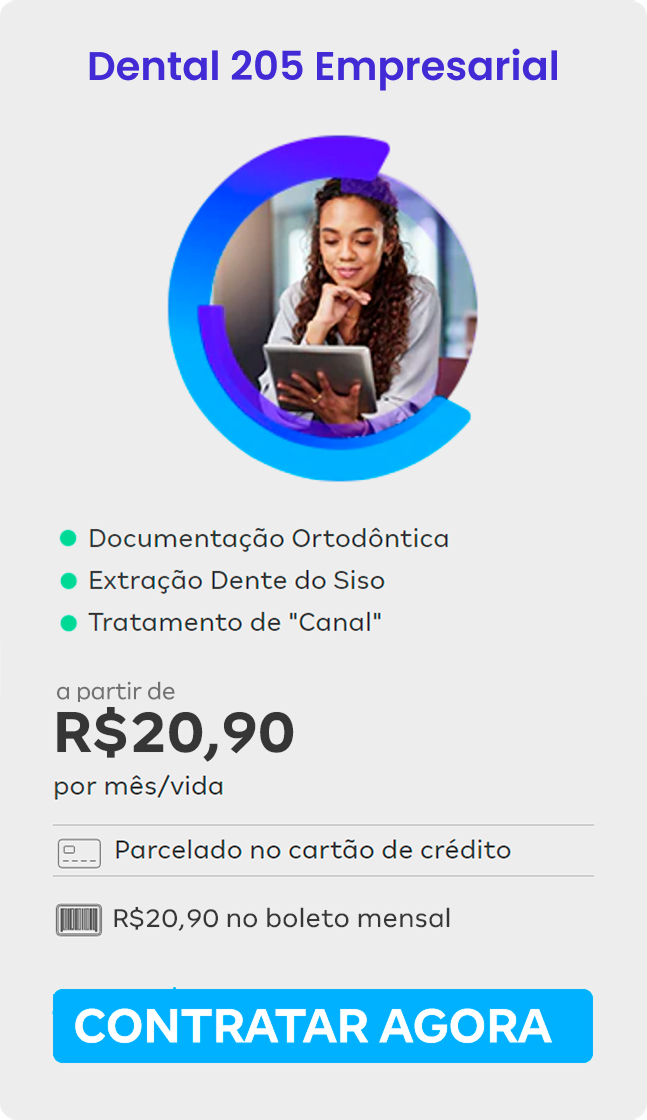 Dental 205 Empresarial
Documentação Ortodôntica
Extração Dente do Siso
Tratamento de "Canal"
a partir de
R$20,90
por mês/vida
Parcelado no cartão de crédito
R$20,90 no boleto mensal
CONTRATAR AGORA